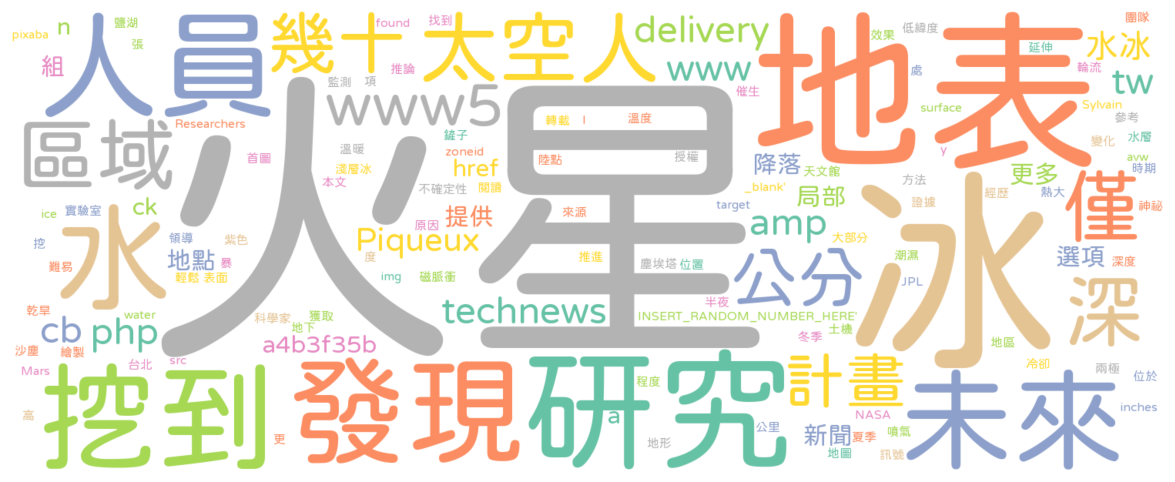 pixaba
n
鹽湖
張
組
人員
幾十
found
找到
推論
太空人
delivery
www
效果
低緯度
處
地表
延伸
輪流
團隊
水冰
tw
Sylvain
參考
變化
水層
avw
時期
surface
y
催生
監測
項
www5
Researchers
區域
火星
首圖
溫暖
淺層冰
本文
鏟子
zoneid
href
不確定性
閱讀
轉載
I
溫度
陸點
授權
_blank'
降落
天文館
局部
更多
方法
證據
經歷
熱大
僅
神祕
ice
實驗室
ck
挖
難易
水
領導
地點
紫色
暴
輕鬆
表面
原因
提供
Piqueux
度
img
磁脈衝
來源
target
推進
塵埃塔
位置
amp
大部分
公分
潮濕
JPL
冰
選項
深度
深
乾旱
water
cb
php
沙塵
繪製
Mars
台北
src
科學家
獲取
地下
a4b3f35b
technews
半夜
INSERT_RANDOM_NUMBER_HERE'
土橇
冬季
地區
冷卻
兩極
位於
inches
高
挖到
更
發現
研究
程度
a
地形
公里
計畫
NASA
新聞
夏季
噴氣
地圖
訊號
未來